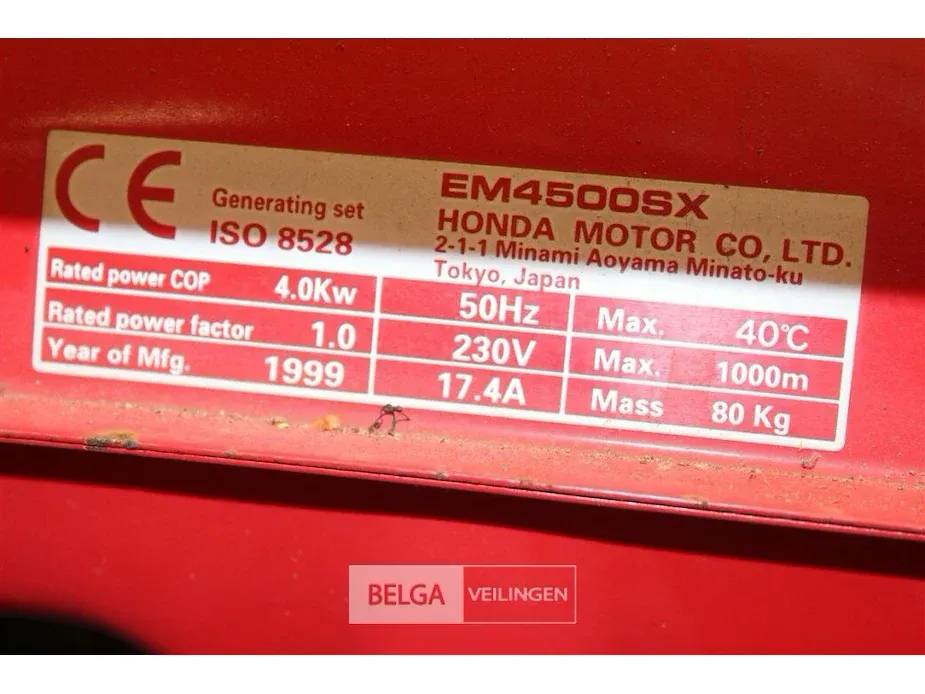 CE
Generating set
ISO 8528
EM4500SX
HONDA MOTOR CO, LTD.
2-1-1 Minami Aoyama Minato-ku
Tokyo, Japan
Rated power COP 4.0Kw 50Hz Max. 40°C
Rated power factor 1.0 230V Max. 1000m
Year of Mfg. 1999 17.4A Mass 80 Kg
BELGA VEILINGEN